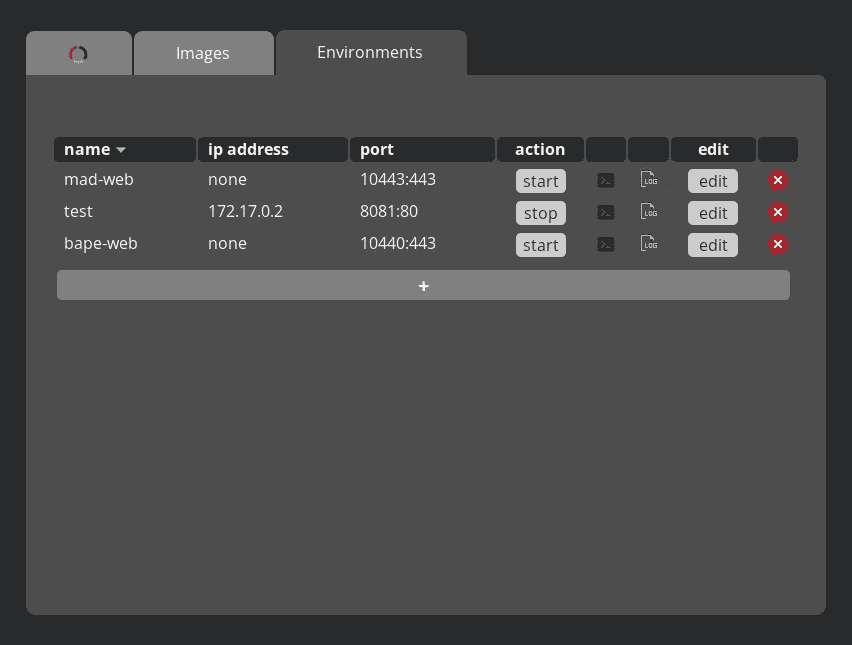 Images Environments
name ip address port action edit
mad-web none 10443:443 start LOG edit
test 172.17.0.2 8081:80 stop LOG edit
bape-web none 10440:443 start LOG edit
+